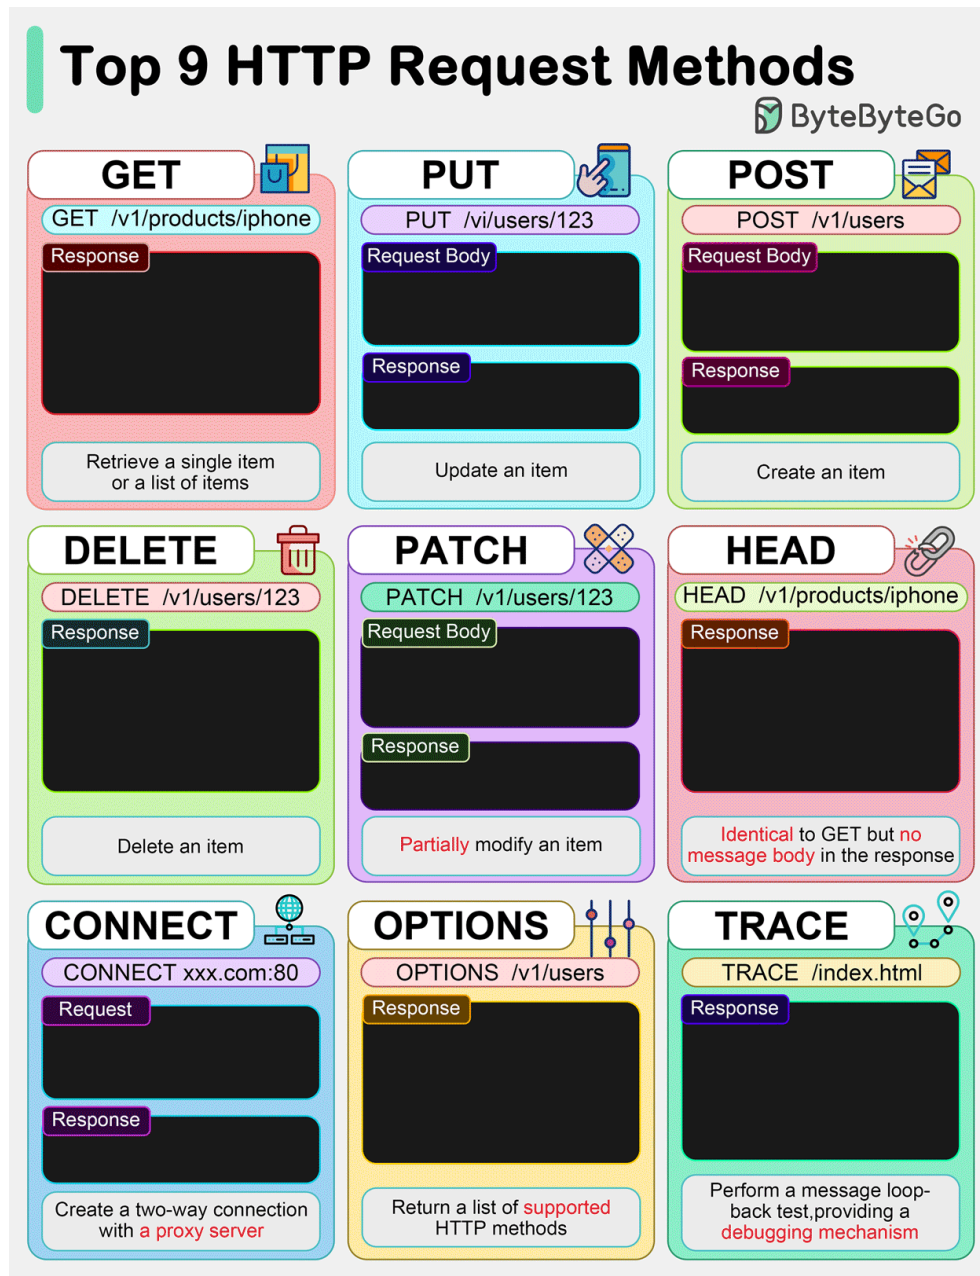 Top 9 HTTP Request Methods
ByteByteGo
GET
GET /v1/products/iphone
Response
Retrieve a single item
or a list of items
PUT
PUT /vi/users/123
Request Body
Response
Update an item
POST
POST /v1/users
Request Body
Response
Create an item
DELETE
DELETE /v1/users/123
Response
Delete an item
PATCH
PATCH /v1/users/123
Request Body
Response
Partially modify an item
HEAD
HEAD /v1/products/iphone
Response
Identical to GET but no
message body in the response
CONNECT
CONNECT xxx.com:80
Request
Response
Create a two-way connection
with a proxy server
OPTIONS
OPTIONS /v1/users
Response
Return a list of supported
HTTP methods
TRACE
TRACE /index.html
Response
Perform a message loop-
back test,providing a
debugging mechanism